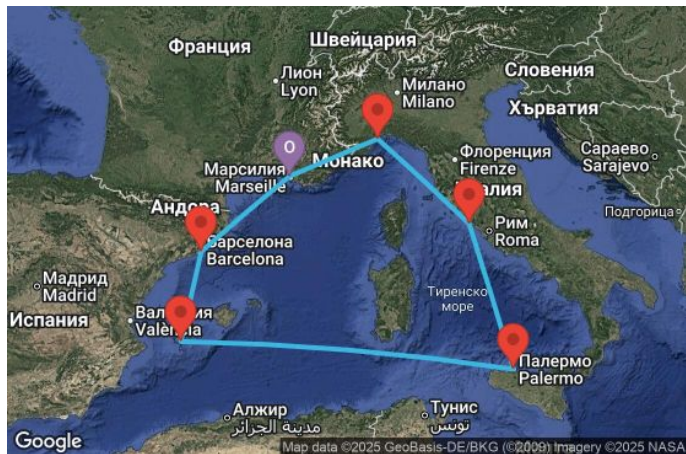 Швейцария
Франция
Словения
Лион
Lyon
Милано
Milano
Хърватия
O
Марсилия
Marseille
Монако
Флоренция
Firenze
Сараево
Sarajevo
Андора
Италия
Подгорица
Рим
Roma
Барселона
Barcelona
Мадрид
Madrid
Тиренско
море
Испания
València
Палермо
Palermo
Алжир
مدينة الجزائر
Тунис
تونس
Google
Map data ©2025 GeoBasis-DE/BKG (©2009) Imagery ©2025 NASA